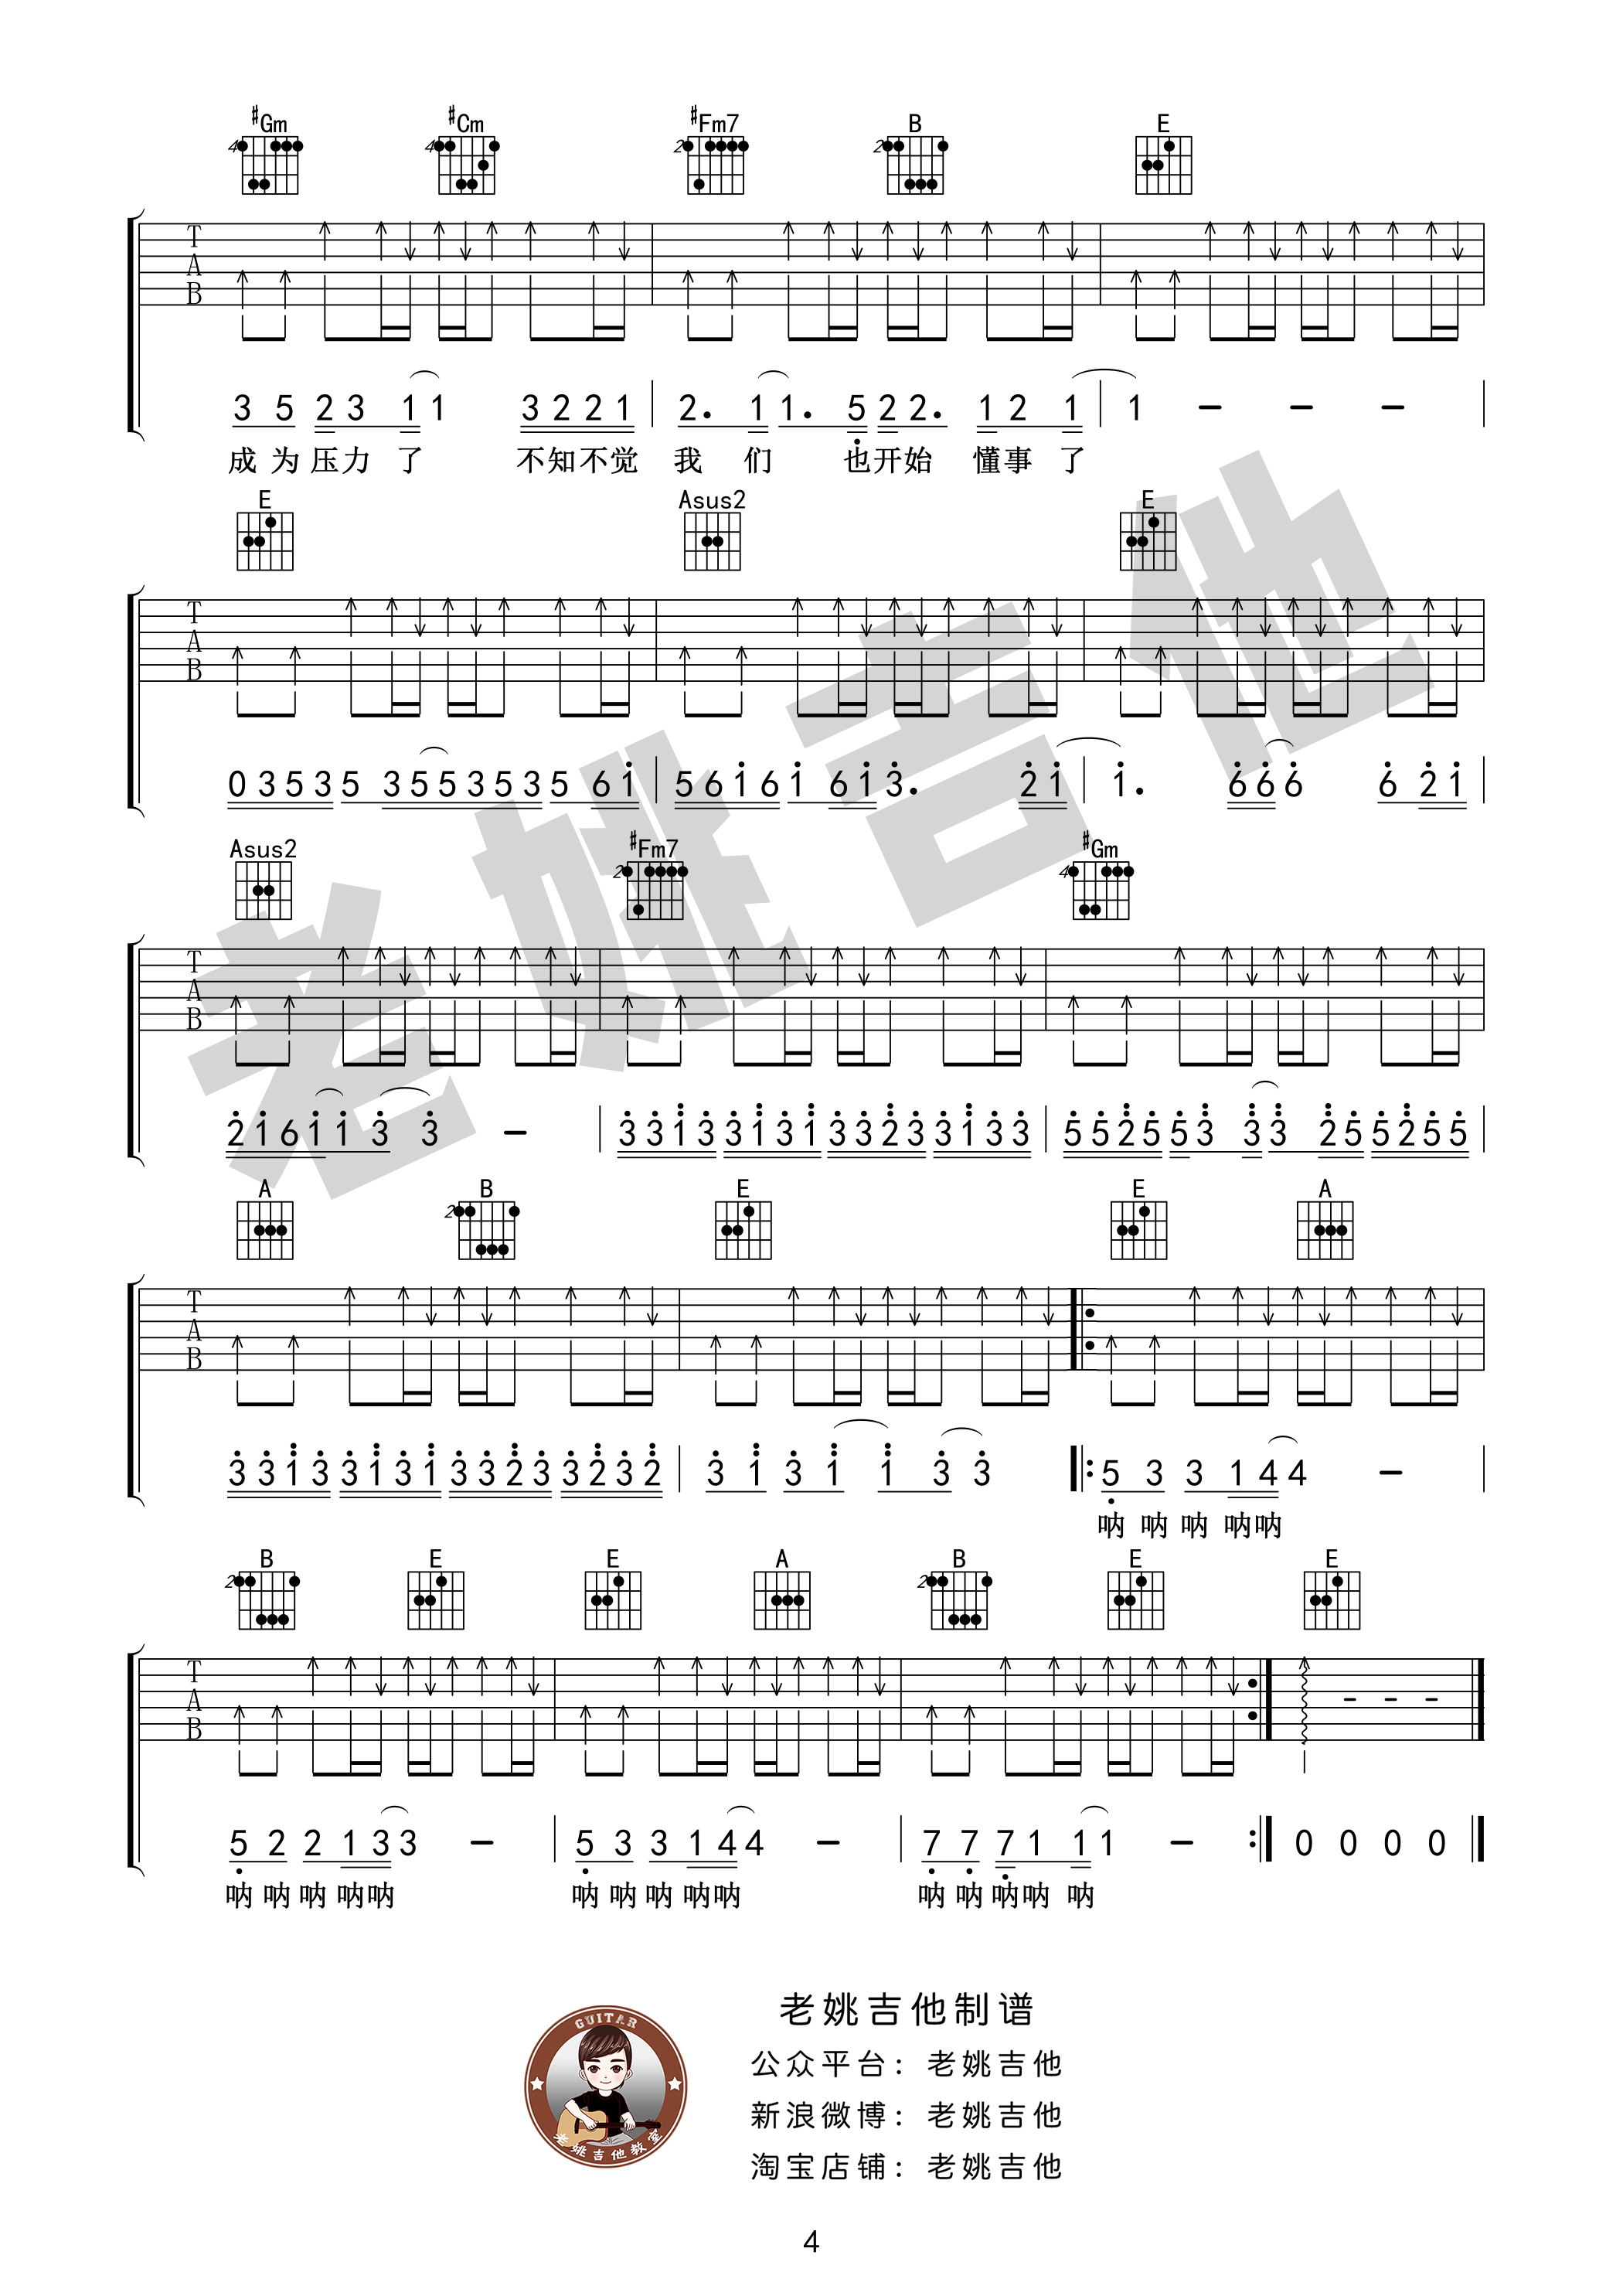 #Gm #Cm #Fm7 B E
4 4 2 2
T
A
B
3 5 2 3 1 1 3 2 2 1 | 2. 1 1. 5 2 2. 1 2 1 | 1 - - - |
成 为 压 力 了 不 知 不 觉 我 们 也 开 始 懂 事 了
E Asus2 E
T
A
B
0 3 5 3 5 3 5 5 3 5 3 5 6 1 | 5 6 1 6 1 6 1 3. 2 1 | 1. 6 6 6 6 2 1 |
Asus2 #Fm7 #Gm
2 4
T
A
B
2 1 6 1 1 3 3 - | 3 3 1 3 3 1 3 1 3 3 2 3 3 1 3 3 | 5 5 2 5 5 3 3 3 2 5 5 2 5 5 |
A B E E A
2
T
A
B
3 3 1 3 3 1 3 1 3 3 2 3 3 2 3 2 | 3 1 3 1 1 3 3 |: 5 3 3 1 4 4 - |
呐 呐 呐 呐 呐
B E E A B E E
2 2
T
A
B
5 2 2 1 3 3 - | 5 3 3 1 4 4 - | 7 7 7 1 1 1 - :| 0 0 0 0 |
呐 呐 呐 呐 呐 呐 呐 呐 呐 呐 呐 呐 呐 呐 呐
老姚吉他
GUITAR
老姚吉他教室
老姚吉他制谱
公众平台：老姚吉他
新浪微博：老姚吉他
淘宝店铺：老姚吉他
4